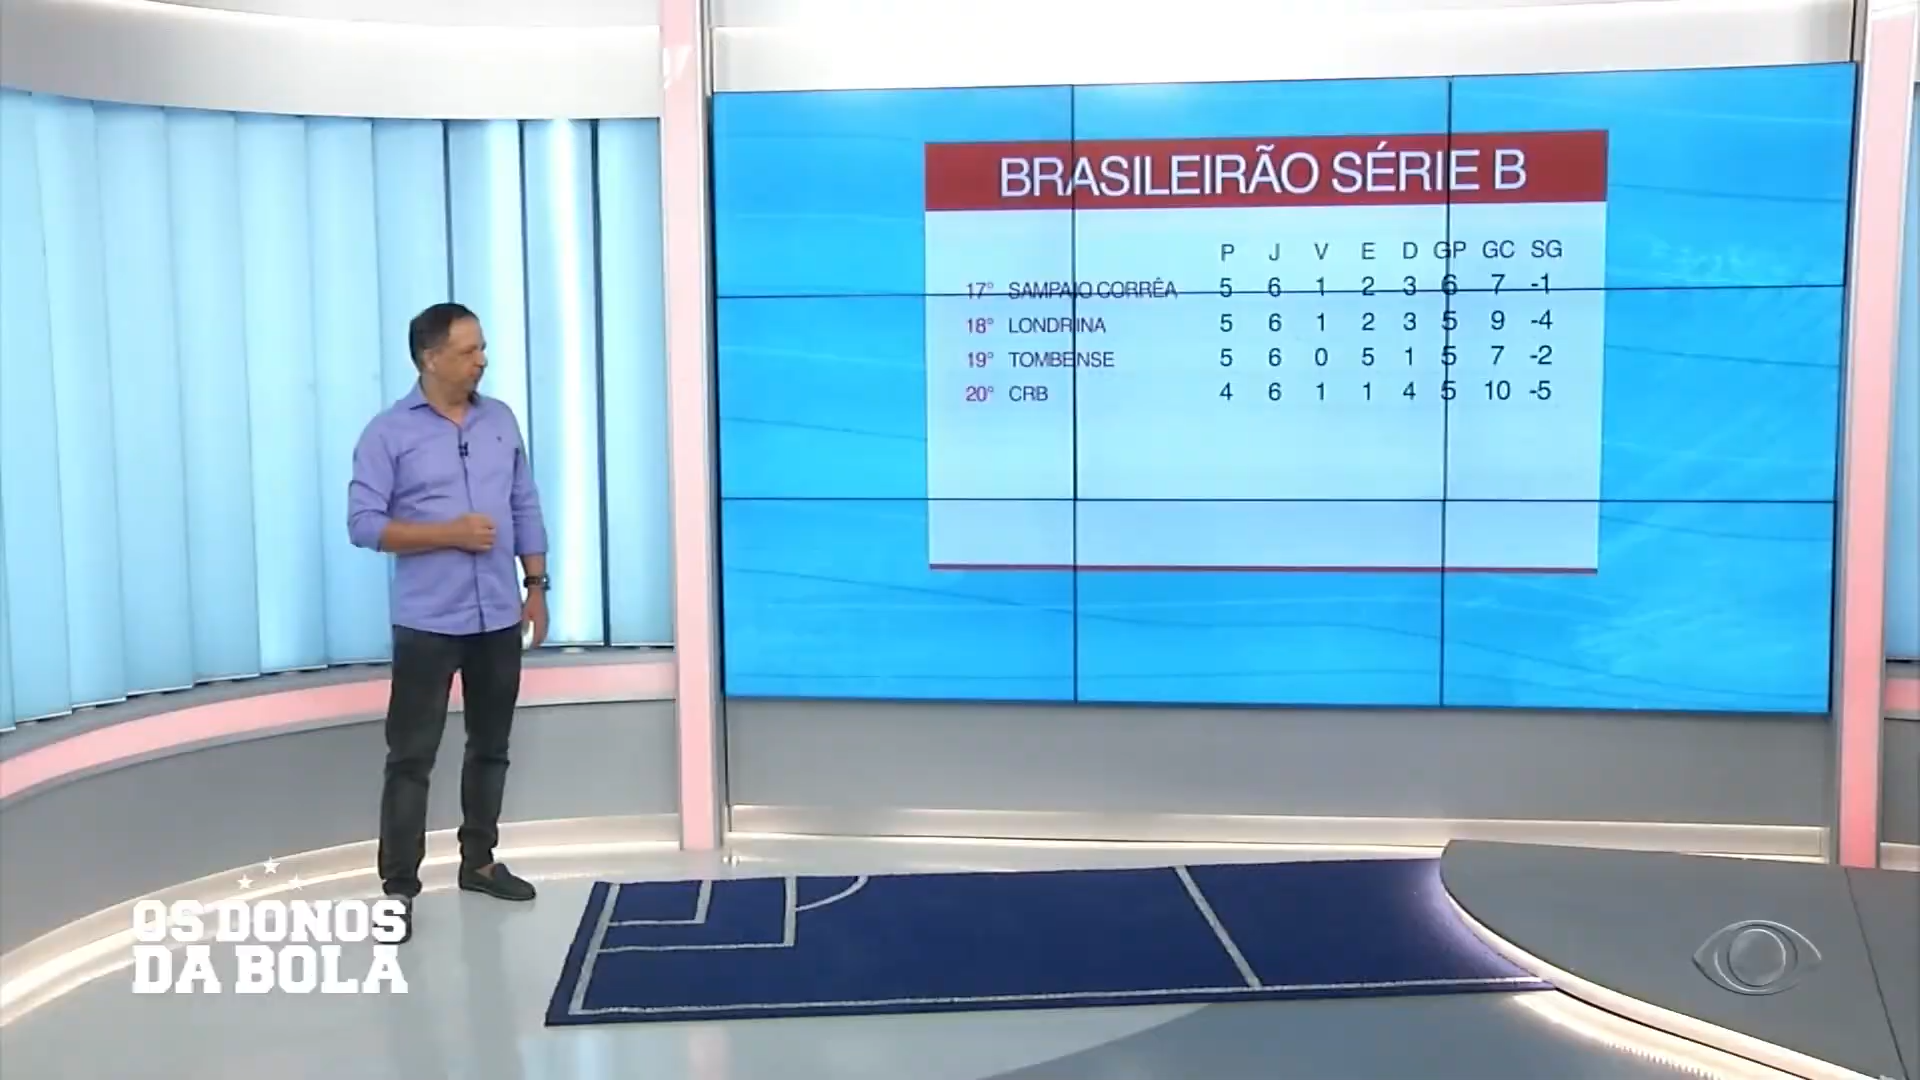 BRASILEIRÃO SÉRIE B
P J V E D GP GC SG
17° SAMPAIO CORRÊA 5 6 1 2 3 6 7 -1
18° LONDRINA 5 6 1 2 3 5 9 -4
19° TOMBENSE 5 6 0 5 1 5 7 -2
20° CRB 4 6 1 1 4 5 10 -5
OS DONOS
DA BOLA